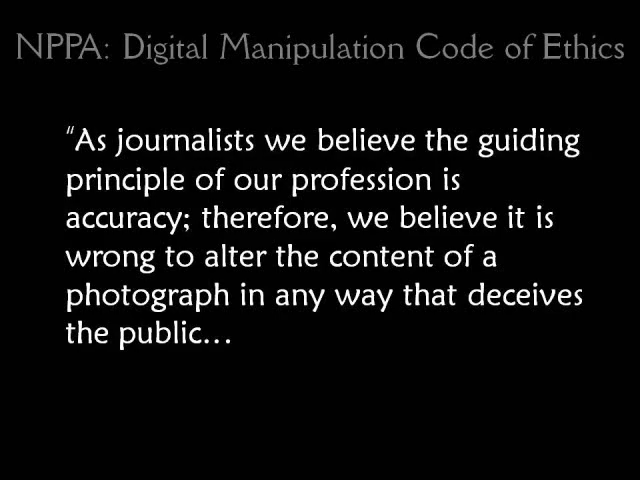 NPPA: Digital Manipulation Code of Ethics
“As journalists we believe the guiding
principle of our profession is
accuracy; therefore, we believe it is
wrong to alter the content of a
photograph in any way that deceives
the public…